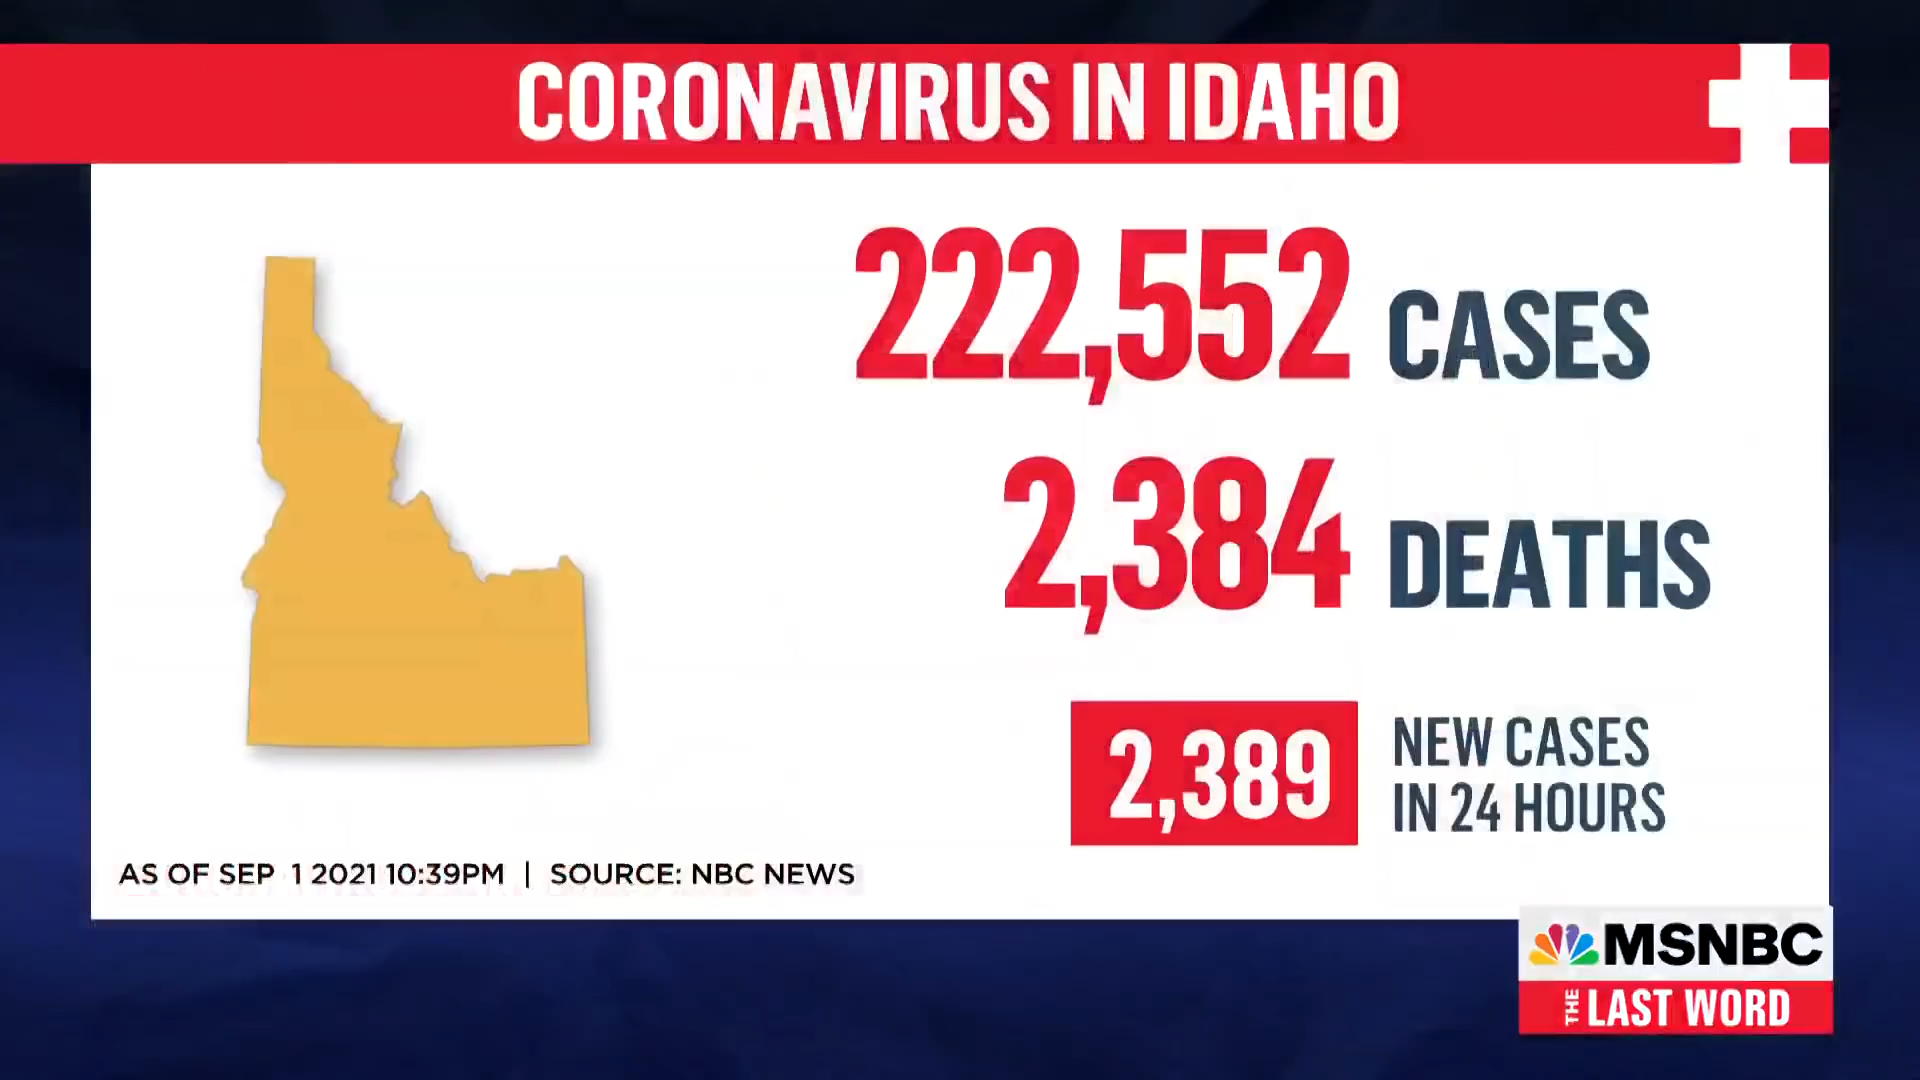 CORONAVIRUS IN IDAHO
222,552 CASES
2,384 DEATHS
2,389 NEW CASES
IN 24 HOURS
AS OF SEP 1 2021 10:39PM | SOURCE: NBC NEWS
MSNBC
THE LAST WORD